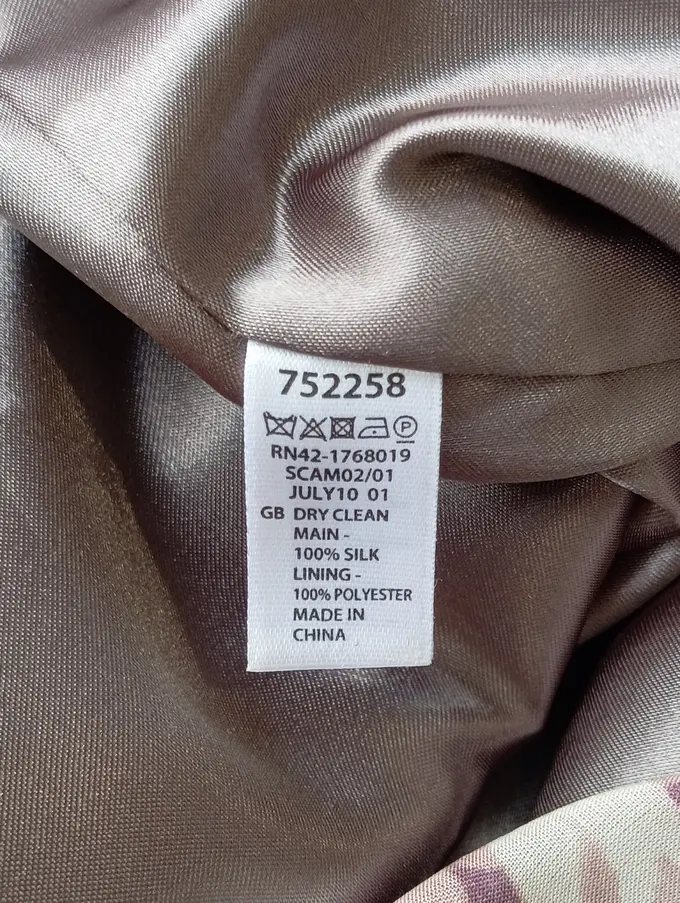 752258
P
RN42-1768019
SCAM02/01
JULY10 01
GB DRY CLEAN
MAIN -
100% SILK
LINING -
100% POLYESTER
MADE IN
CHINA